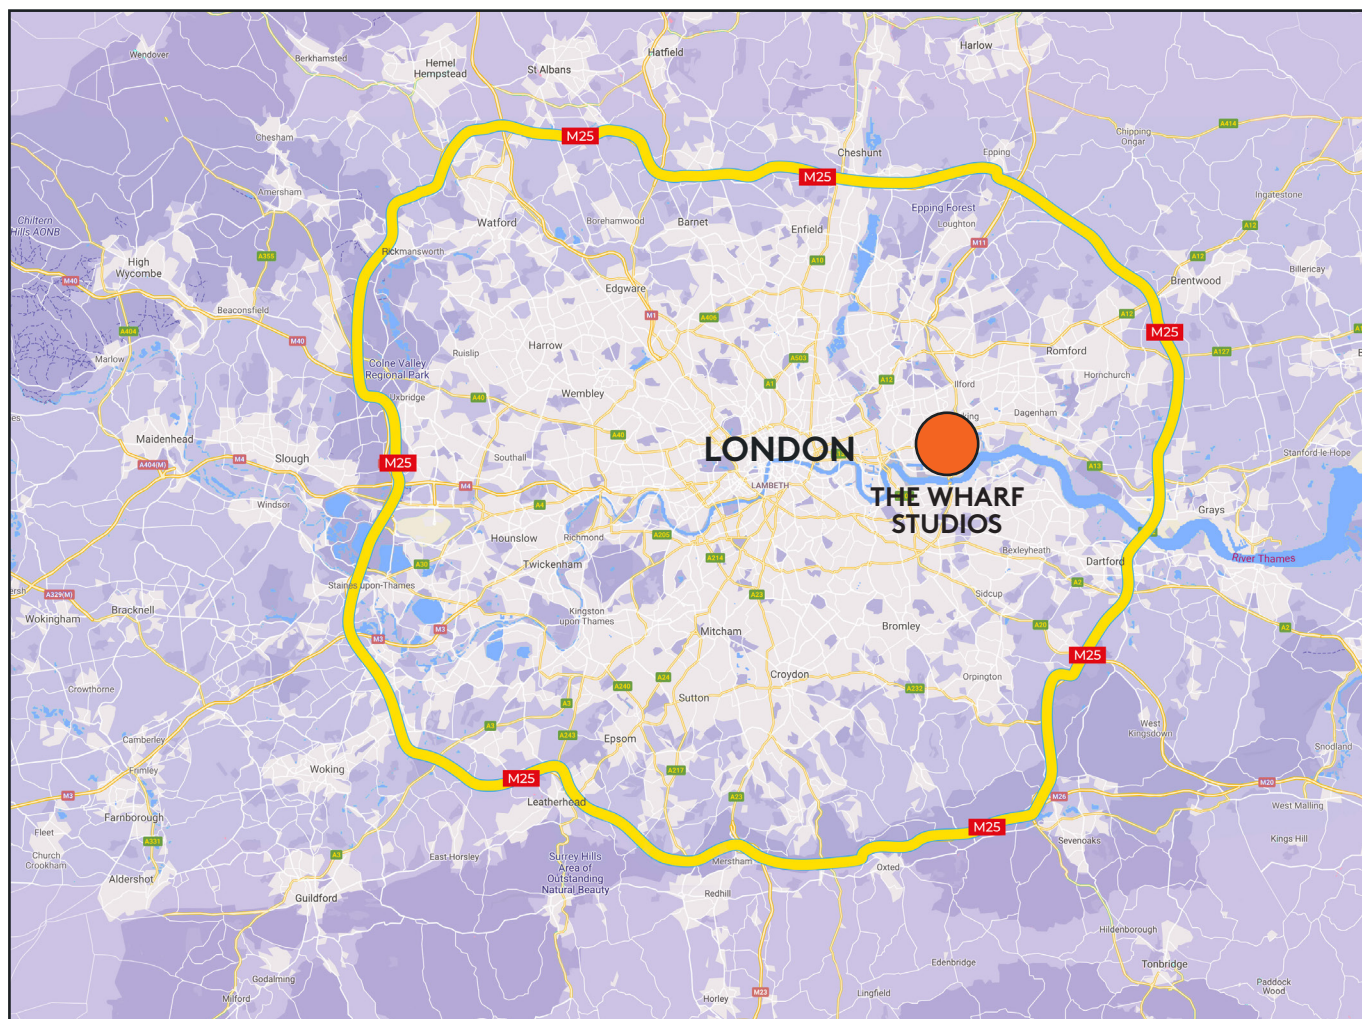 Wendover
Berkhamsted
Hemel
Hempstead
St Albans
Hatfield
Harlow
Chesham
M25
Cheshunt
Epping
Chipping
Ongar
A414
M25
Amersham
Ingatestone
Chiltern
Hills AONB
Watford
Borehamwood
Barnet
Enfield
Epping Forest
Loughton
A12
Rickmansworth
M11
High
Wycombe
A355
A10
A12
Billericay
M40
Edgware
Brentwood
Beaconsfield
M1
A406
A12
A404
M40
M25
Marlow
Harrow
Ruislip
Romford
A127
Colne Valley
Regional Park
A503
Hornchurch
A1
A12
Ilford
Uxbridge
A40
Wembley
Dagenham
Maidenhead
A40
LONDON
Slough
M4
Southall
M25
A13
Stanford-le-Hope
A404(M)
M4
LAMBETH
Windsor
A4
THE WHARF
STUDIOS
Grays
Hounslow
Richmond
A205
Bexleyheath
River Thames
Twickenham
A214
Dartford
A30
Staines upon-Thames
A2
A329(M)
A23
Sidcup
Bracknell
Kingston
upon Thames
Wokingham
M3
M3
Mitcham
Bromley
A20
A2
M25
Crowthorne
A24
Croydon
Orpington
A240
A232
Sutton
A3
A3
West
Kingsdown
A243
Epsom
Camberley
Snodland
Frimley
Woking
A217
M25
M20
M3
Leatherhead
A23
M26
West Malling
Farnborough
M25
Fleet
A331
Sevenoaks
Kings Hill
Church
Crookham
A3
East Horsley
Surrey Hills
Area of
Outstanding
Natural Beauty
Merstham
Oxted
Aldershot
Redhill
Guildford
Hildenborough
Edenbridge
Tonbridge
Godalming
Paddock
Wood
Milford
Horley
M23
Lingfield